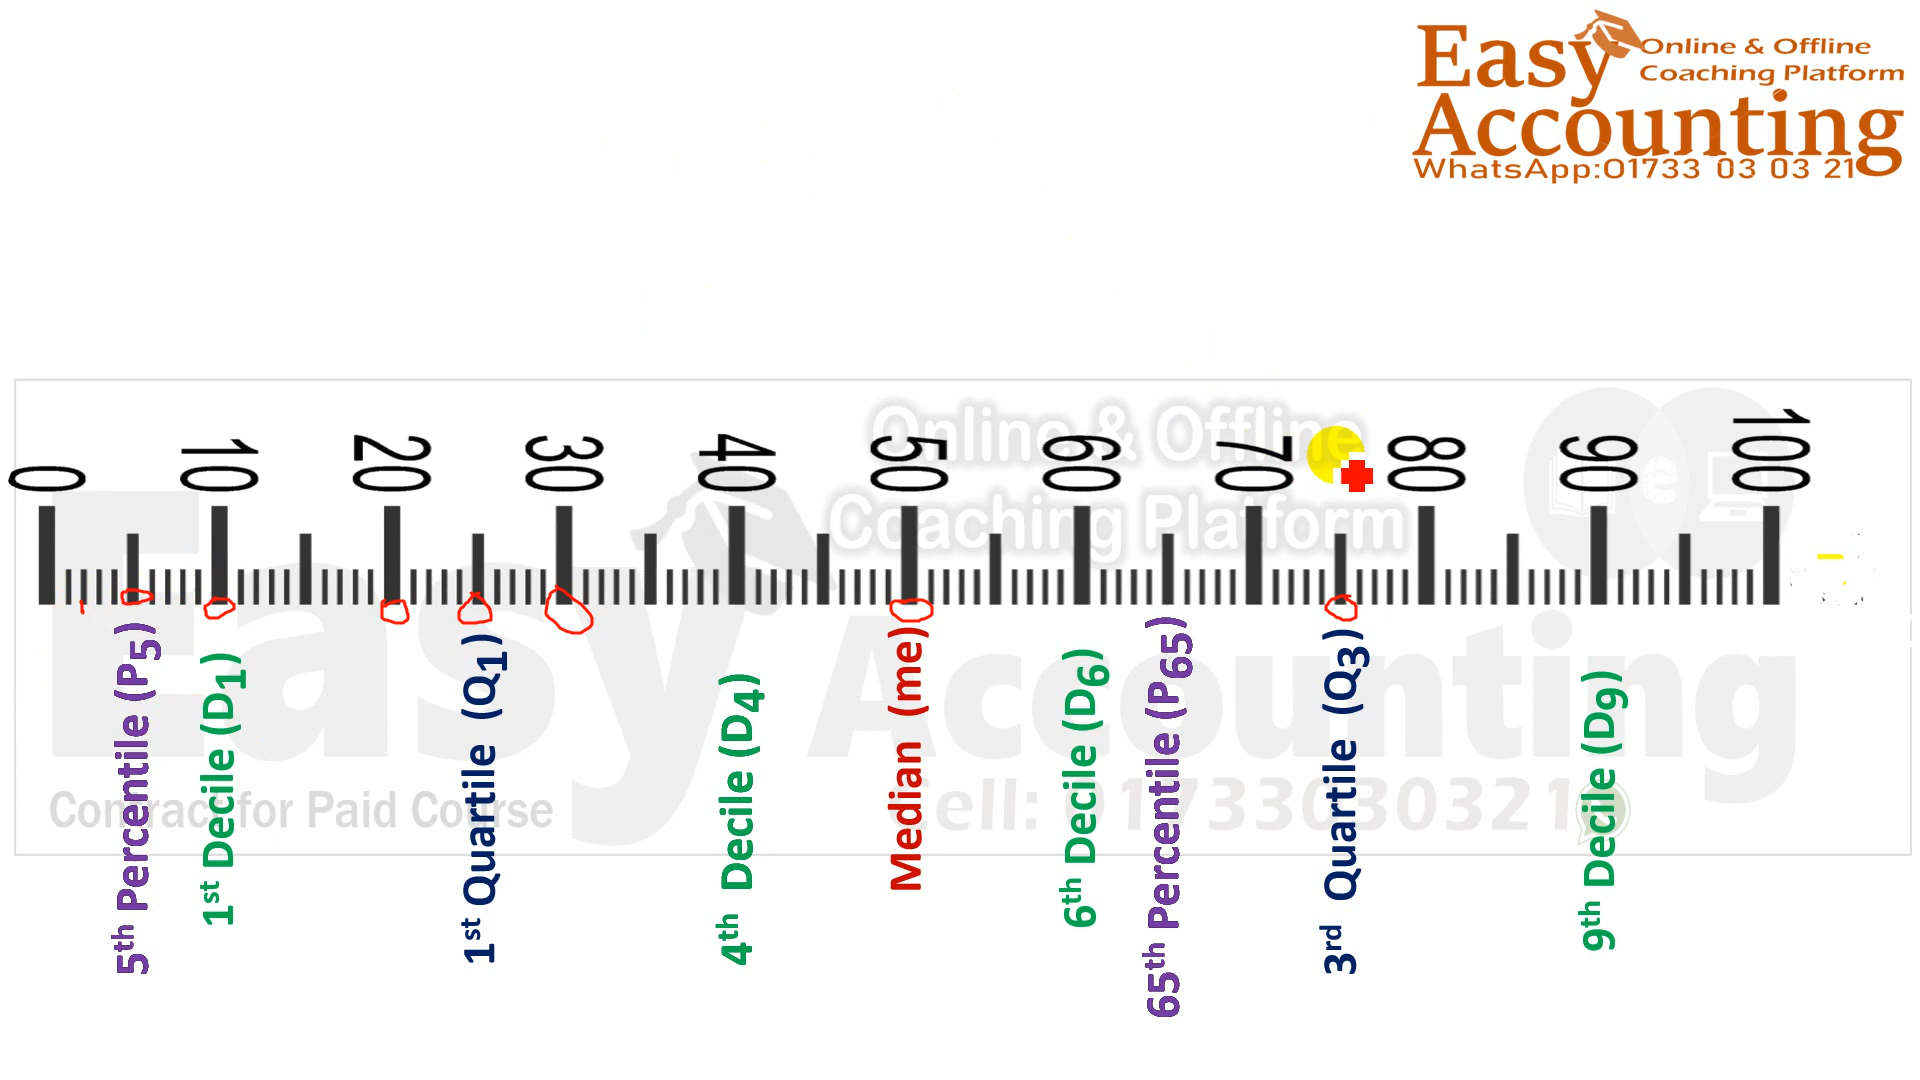 Easy Online & Offline
Coaching Platform
Accounting
WhatsApp:01733 03 03 21
0 10 20 30 40 50 60 70 80 90 100
Online & Offline
Coaching Platform
Easy Accounting
Contract for Paid Course
Cell: 01733030321
5th Percentile (P5)
1st Decile (D1)
1st Quartile (Q1)
4th Decile (D4)
Median (me)
6th Decile (D6)
65th Percentile (P65)
3rd Quartile (Q3)
9th Decile (D9)